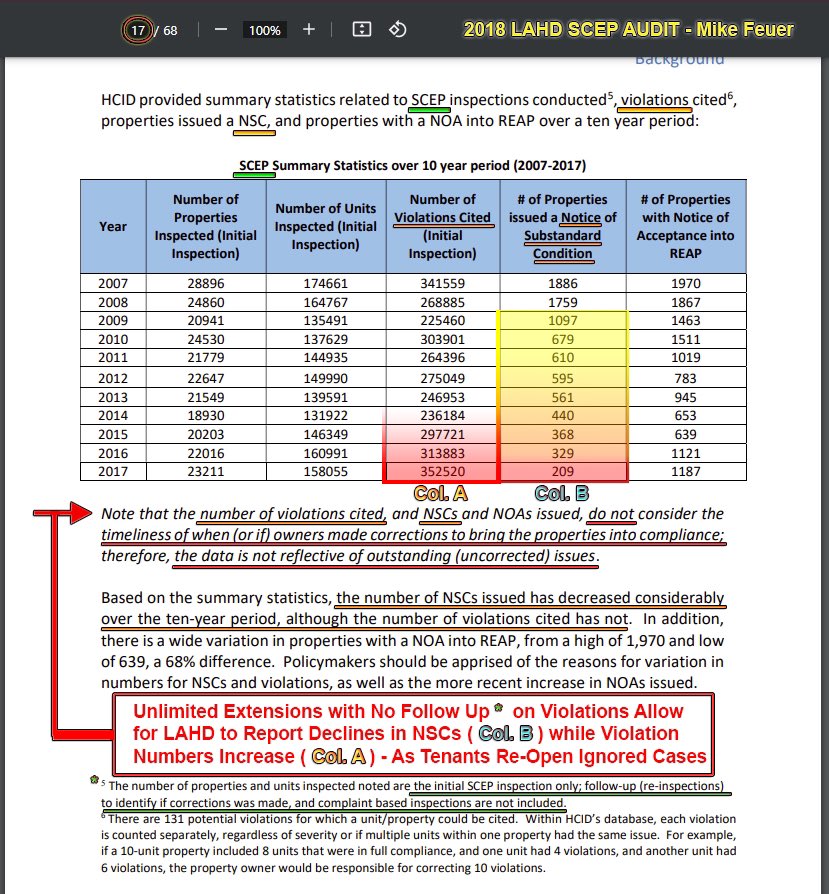 17 / 68 100% 2018 LAHD SCEP AUDIT - Mike Feuer
Background
HCID provided summary statistics related to SCEP inspections conducted5, violations cited6,
properties issued a NSC, and properties with a NOA into REAP over a ten year period:
SCEP Summary Statistics over 10 year period (2007-2017)
Year
Number of
Properties
Inspected (Initial
Inspection)
Number of Units
Inspected (Initial
Inspection)
Number of
Violations Cited
(Initial
Inspection)
# of Properties
issued a Notice of
Substandard
Condition
# of Properties
with Notice of
Acceptance into
REAP
2007 28896 174661 341559 1886 1970
2008 24860 164767 268885 1759 1867
2009 20941 135491 225460 1097 1463
2010 24530 137629 303901 679 1511
2011 21779 144935 264396 610 1019
2012 22647 149990 275049 595 783
2013 21549 139591 246953 561 945
2014 18930 131922 236184 440 653
2015 20203 146349 297721 368 639
2016 22016 160991 313883 329 1121
2017 23211 158055 352520 209 1187
Col. A Col. B
Note that the number of violations cited, and NSCs and NOAs issued, do not consider the
timeliness of when (or if) owners made corrections to bring the properties into compliance;
therefore, the data is not reflective of outstanding (uncorrected) issues.
Based on the summary statistics, the number of NSCs issued has decreased considerably
over the ten-year period, although the number of violations cited has not. In addition,
there is a wide variation in properties with a NOA into REAP, from a high of 1,970 and low
of 639, a 68% difference. Policymakers should be apprised of the reasons for variation in
numbers for NSCs and violations, as well as the more recent increase in NOAs issued.
Unlimited Extensions with No Follow Up* on Violations Allow
for LAHD to Report Declines in NSCs ( Col. B ) while Violation
Numbers Increase ( Col. A ) - As Tenants Re-Open Ignored Cases
* 5 The number of properties and units inspected noted are the initial SCEP inspection only; follow-up (re-inspections)
to identify if corrections was made, and complaint based inspections are not included.
6 There are 131 potential violations for which a unit/property could be cited. Within HCID's database, each violation
is counted separately, regardless of severity or if multiple units within one property had the same issue. For example,
if a 10-unit property included 8 units that were in full compliance, and one unit had 4 violations, and another unit had
6 violations, the property owner would be responsible for correcting 10 violations.